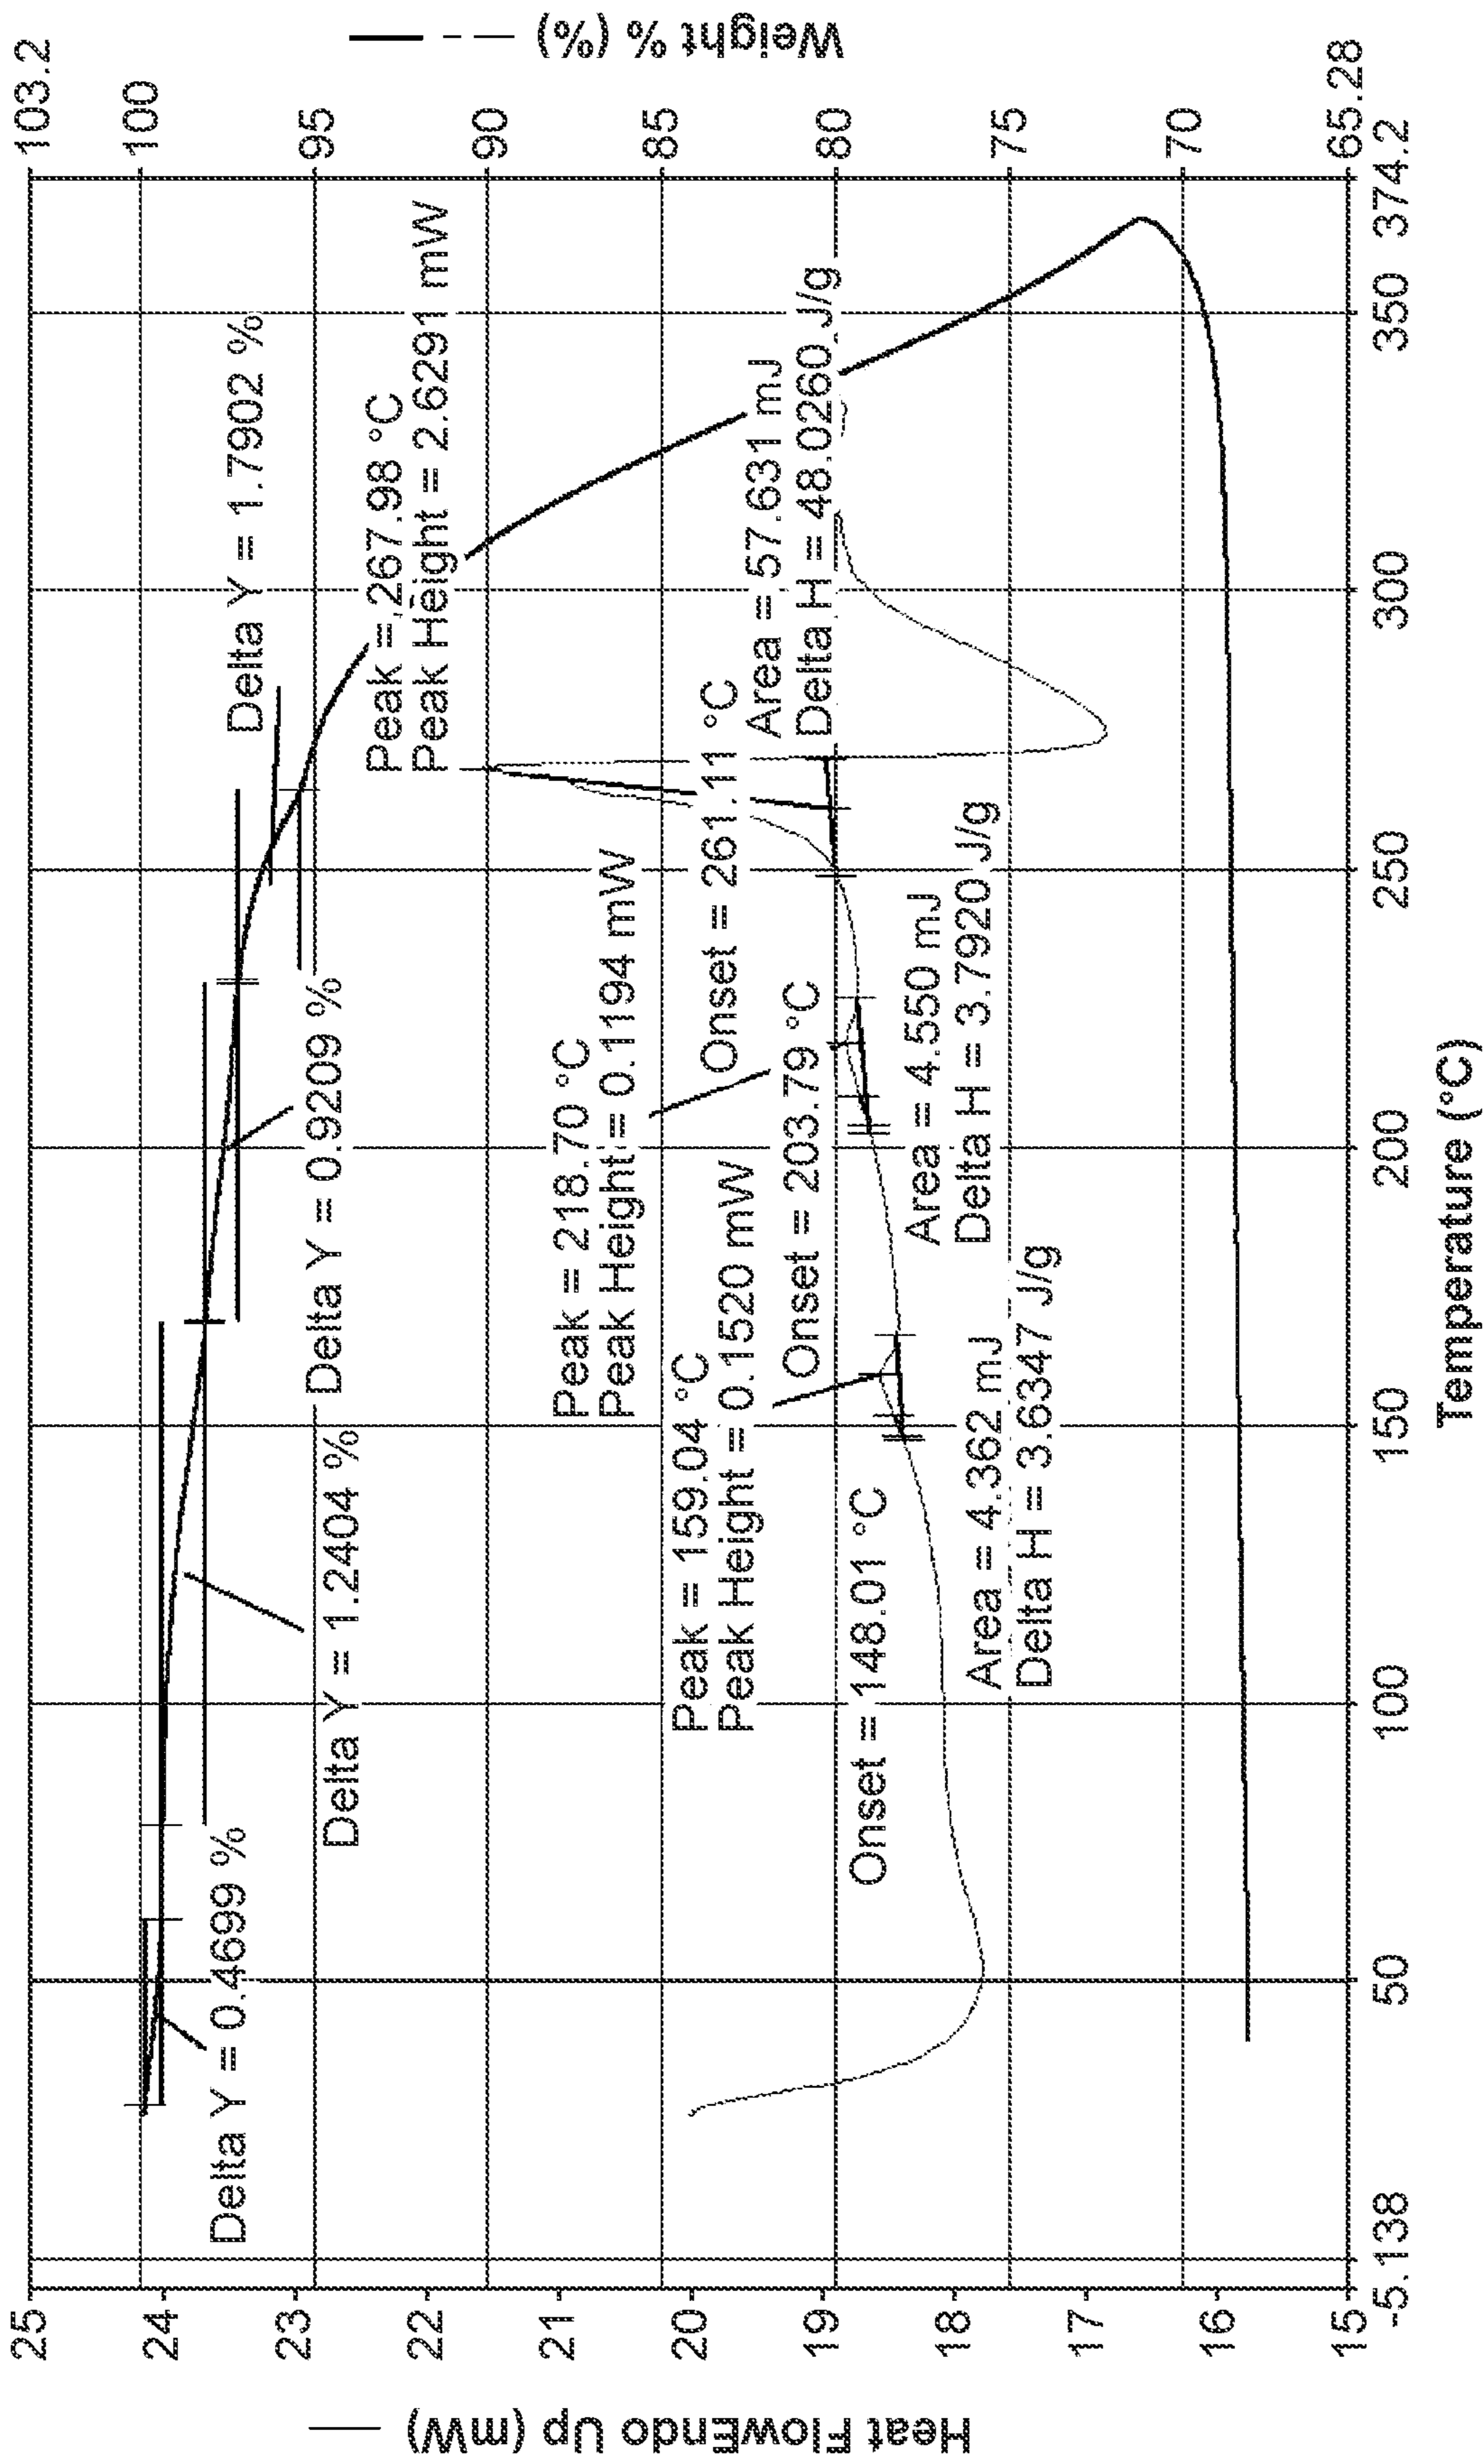 103.2
100
95
90
85
80
75
70
65.28
Weight % (%)
25
24
23
22
21
20
19
18
17
16
15
Heat FlowEndo Up (mW)
Delta Y = 0.4699 %
Delta Y = 1.2404 %
Delta Y = 0.9209 %
Delta Y = 1.7902 %
Peak = 267.98 °C
Peak Height = 2.6291 mW
Peak = 218.70 °C
Peak Height = 0.1194 mW
Peak = 159.04 °C
Peak Height = 0.1520 mW
Onset = 261.11 °C
Area = 57.631 mJ
Delta H = 48.0260 J/g
Onset = 203.79 °C
Onset = 148.01 °C
Area = 4.550 mJ
Delta H = 3.7920 J/g
Area = 4.362 mJ
Delta H = 3.6347 J/g
-5.138
50
100
150
200
250
300
350
374.2
Temperature (°C)